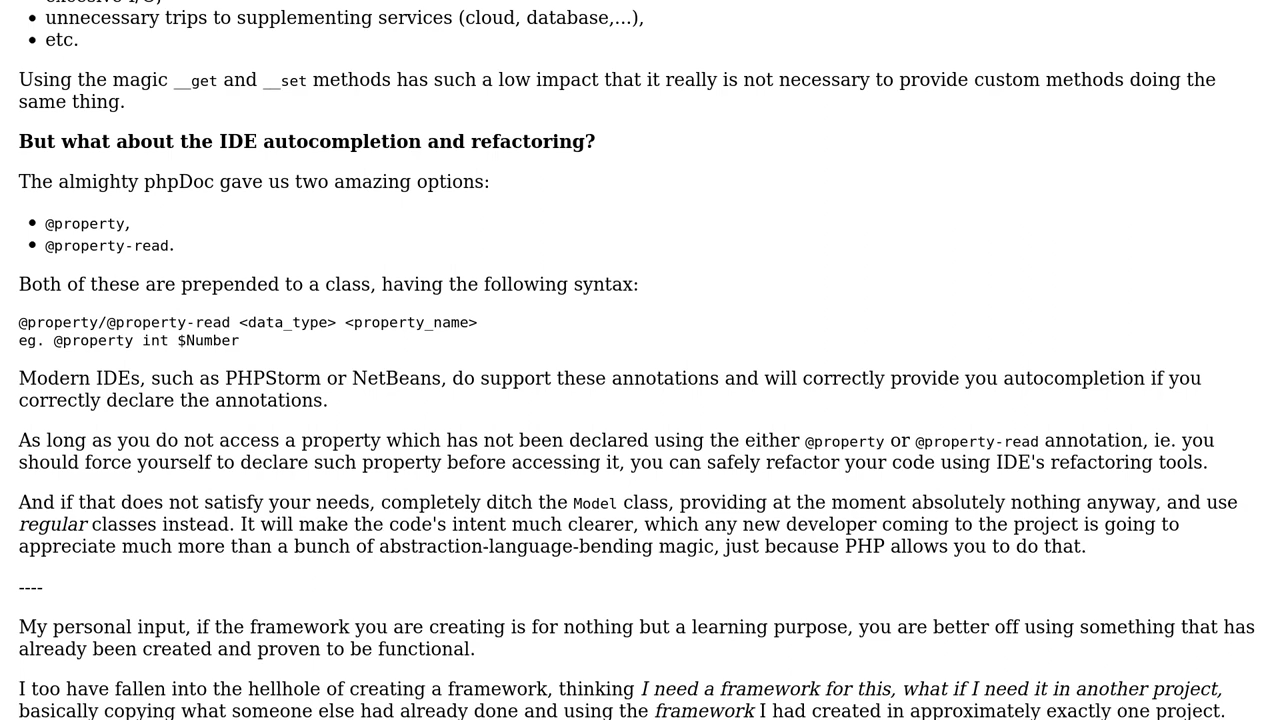 excessive I/O,
unnecessary trips to supplementing services (cloud, database,...),
etc.
Using the magic __get and __set methods has such a low impact that it really is not necessary to provide custom methods doing the
same thing.
But what about the IDE autocompletion and refactoring?
The almighty phpDoc gave us two amazing options:
@property,
@property-read.
Both of these are prepended to a class, having the following syntax:
@property/@property-read <data_type> <property_name>
eg. @property int $Number
Modern IDEs, such as PHPStorm or NetBeans, do support these annotations and will correctly provide you autocompletion if you
correctly declare the annotations.
As long as you do not access a property which has not been declared using the either @property or @property-read annotation, ie. you
should force yourself to declare such property before accessing it, you can safely refactor your code using IDE's refactoring tools.
And if that does not satisfy your needs, completely ditch the Model class, providing at the moment absolutely nothing anyway, and use
regular classes instead. It will make the code's intent much clearer, which any new developer coming to the project is going to
appreciate much more than a bunch of abstraction-language-bending magic, just because PHP allows you to do that.
----
My personal input, if the framework you are creating is for nothing but a learning purpose, you are better off using something that has
already been created and proven to be functional.
I too have fallen into the hellhole of creating a framework, thinking I need a framework for this, what if I need it in another project,
basically copying what someone else had already done and using the framework I had created in approximately exactly one project.